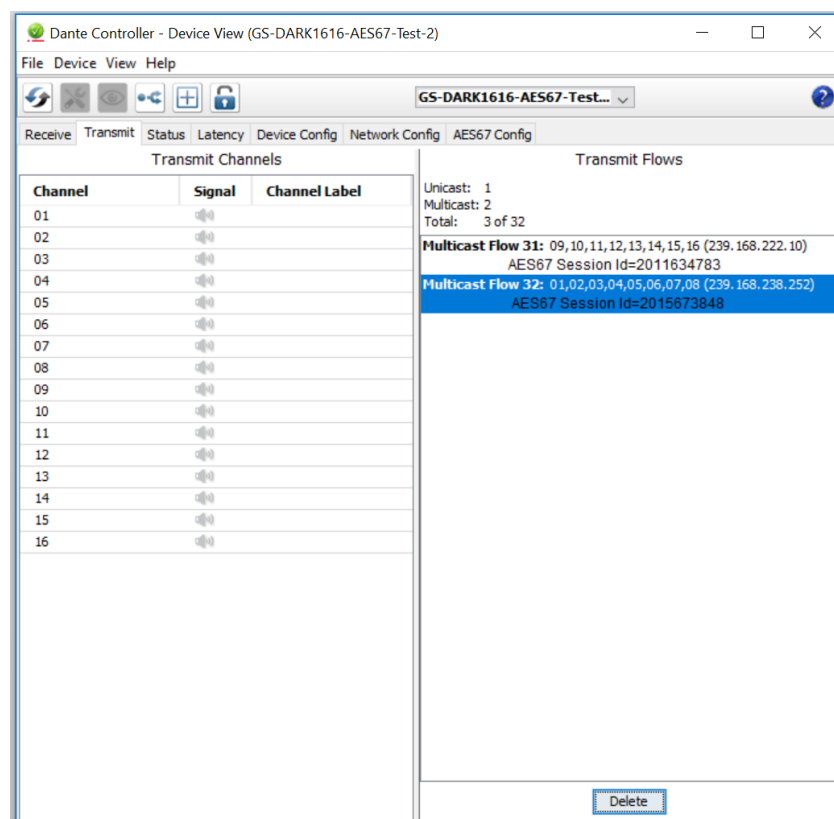 Dante Controller - Device View (GS-DARK1616-AES67-Test-2)
File Device View Help
GS-DARK1616-AES67-Test...
?
Receive Transmit Status Latency Device Config Network Config AES67 Config
Transmit Channels
Channel Signal Channel Label
01
02
03
04
05
06
07
08
09
10
11
12
13
14
15
16
Transmit Flows
Unicast: 1
Multicast: 2
Total: 3 of 32
Multicast Flow 31: 09,10,11,12,13,14,15,16 (239.168.222.10)
AES67 Session Id=2011634783
Multicast Flow 32: 01,02,03,04,05,06,07,08 (239.168.238.252)
AES67 Session Id=2015673848
Delete